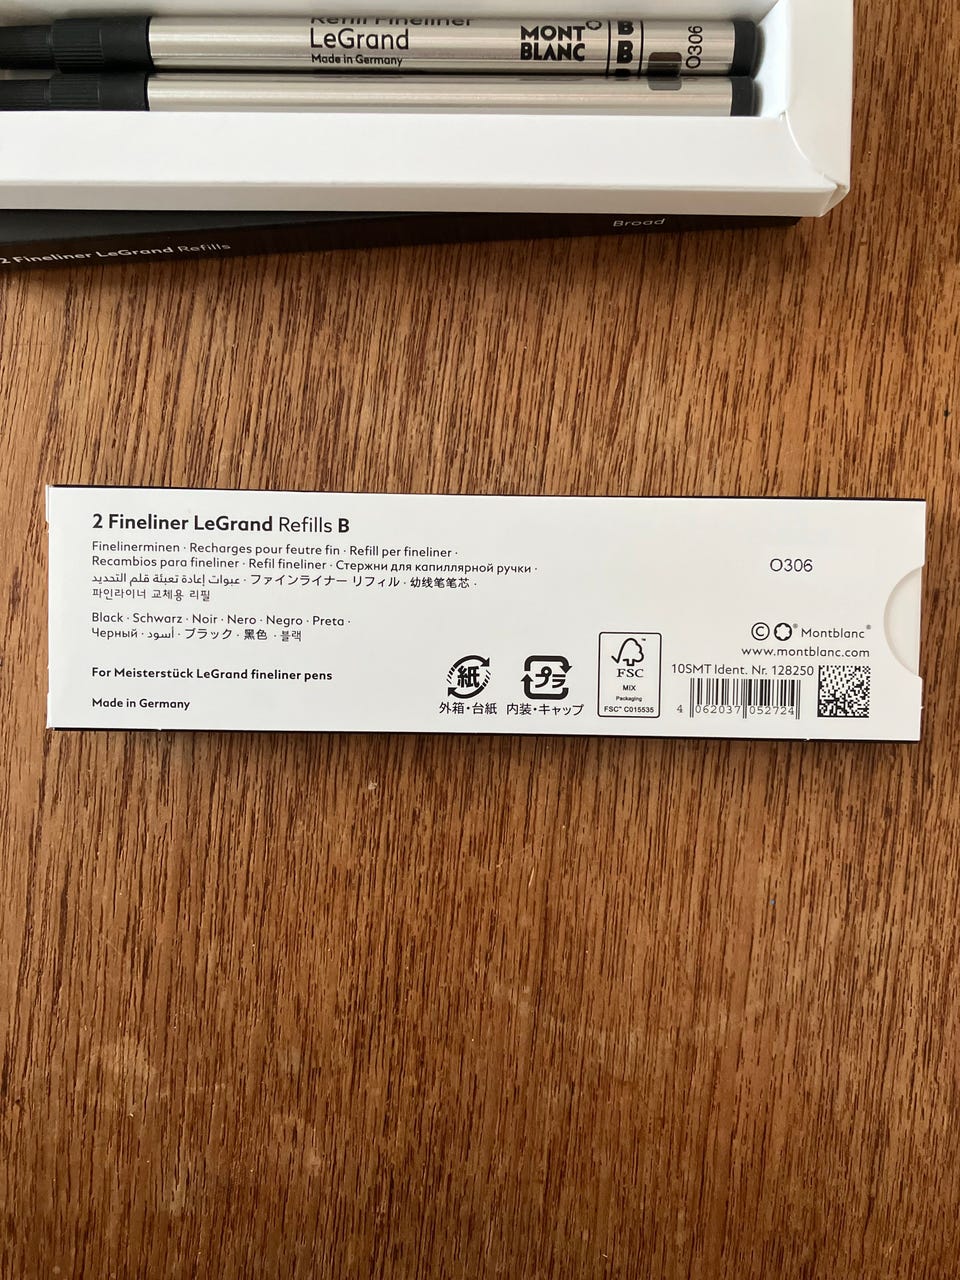 Refill Fineliner
LeGrand
Made in Germany
MONT
BLANC
B
B
B
O306
Broad
2 Fineliner LeGrand Refills
2 Fineliner LeGrand Refills B
Finelinerminen · Recharges pour feutre fin · Refill per fineliner ·
Recambios para fineliner · Refil fineliner · Стержни для капиллярной ручки ·
عبوات إعادة تعبئة قلم التحديد · ファインライナー リフィル · 幼线笔笔芯 ·
파인라이너 교체용 리필
Black · Schwarz · Noir · Nero · Negro · Preta ·
Черный · أسود · ブラック · 黑色 · 블랙
For Meisterstück LeGrand fineliner pens
Made in Germany
紙
外箱・台紙
プラ
内装・キャップ
FSC
MIX
Packaging
FSC™ C015535
O306
© Montblanc®
www.montblanc.com
10SMT Ident. Nr. 128250
4 062037 052724